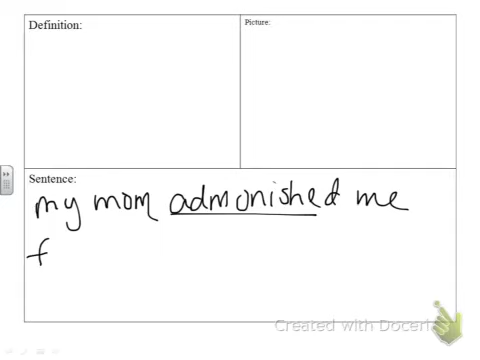 Definition:
Picture:
Sentence:
my mom admonished me
f
Created with Doceri